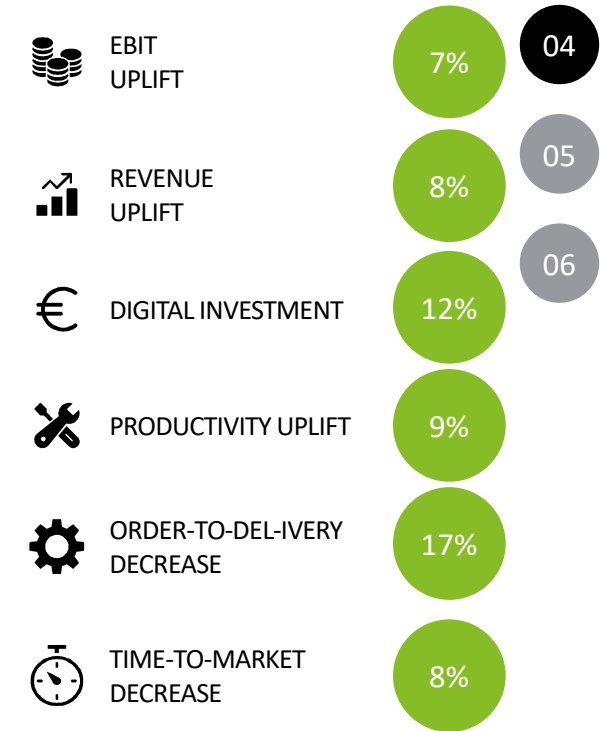 EBIT
UPLIFT
7%
04
05
REVENUE
UPLIFT
8%
06
DIGITAL INVESTMENT
12%
PRODUCTIVITY UPLIFT
9%
ORDER-TO-DEL-IVERY
DECREASE
17%
TIME-TO-MARKET
DECREASE
8%